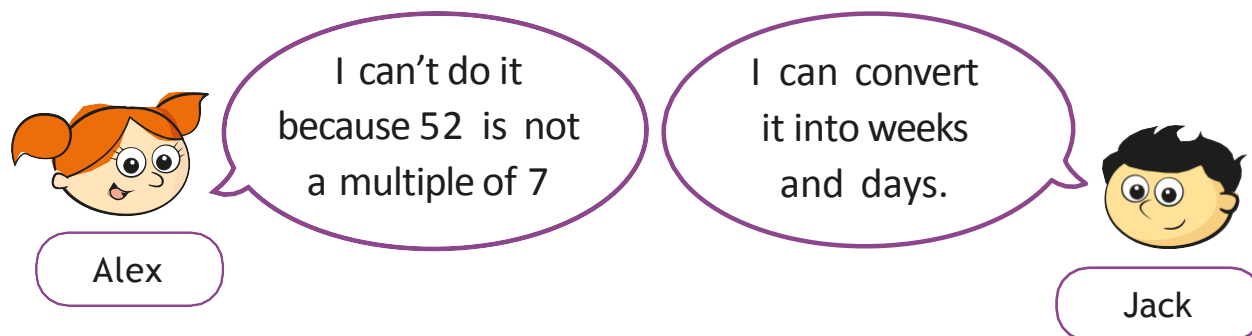 I can’t do it
because 52 is not
a multiple of 7
Alex
I can convert
it into weeks
and days.
Jack